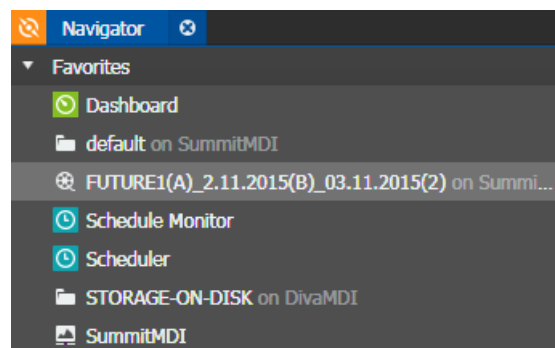 Navigator
Favorites
Dashboard
default on SummitMDI
FUTURE1(A)_2.11.2015(B)_03.11.2015(2) on Summi...
Schedule Monitor
Scheduler
STORAGE-ON-DISK on DivaMDI
SummitMDI